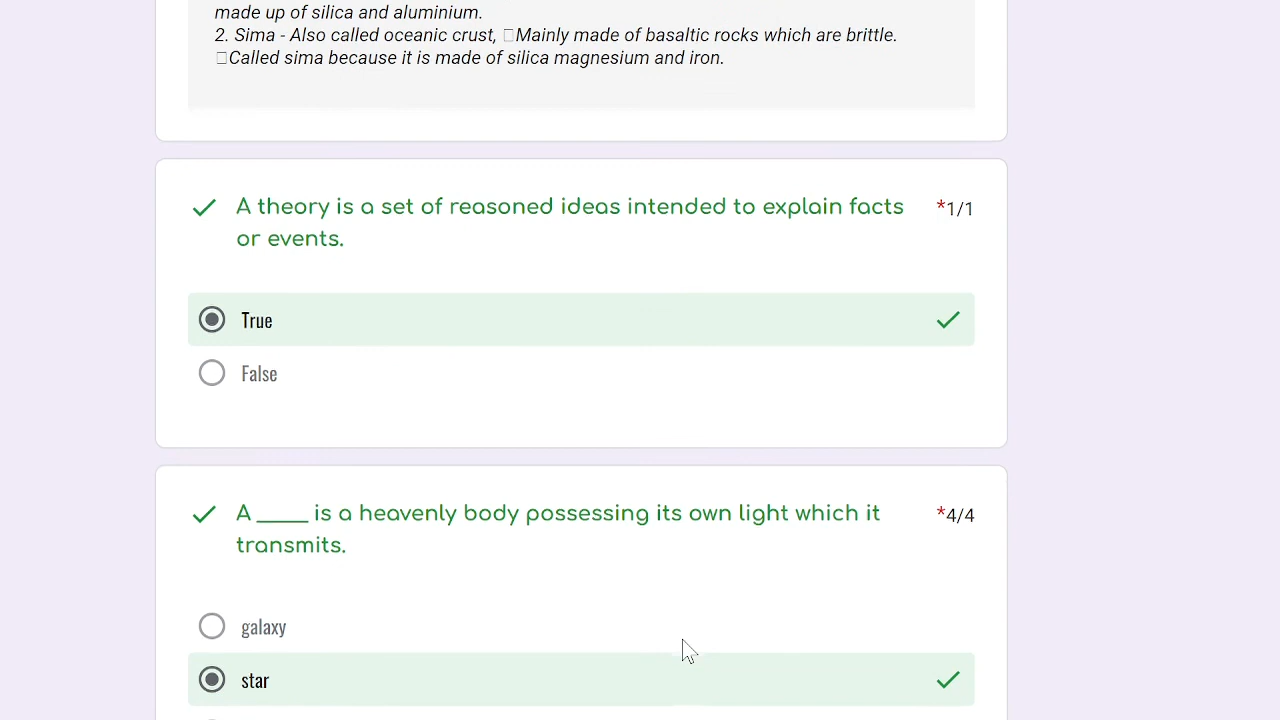 made up of silica and aluminium.
2. Sima - Also called oceanic crust, □Mainly made of basaltic rocks which are brittle.
□Called sima because it is made of silica magnesium and iron.
A theory is a set of reasoned ideas intended to explain facts
or events.
*1/1
True
False
A _____ is a heavenly body possessing its own light which it
transmits.
*4/4
galaxy
star